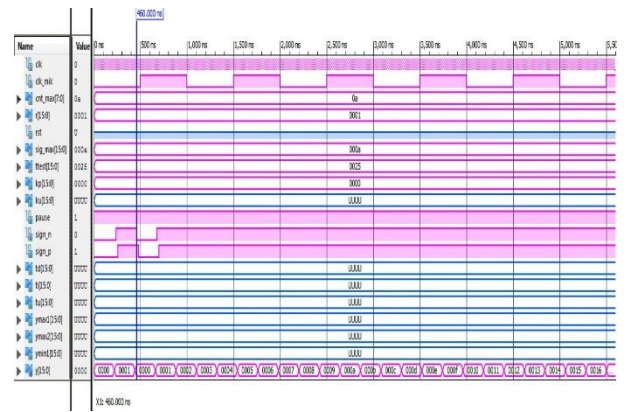 460.000 ns
Name Value 0 ns 500 ns 1,000 ns 1,500 ns 2,000 ns 2,500 ns 3,000 ns 3,500 ns 4,000 ns 4,500 ns 5,000 ns 5,50
clk 0
clk_mik 0
cnt_max[7:0] 0a 0a
r[15:0] 0001 0001
rst U
sig_max[15:0] 000a 000a
ttest[15:0] 0025 0025
kp[15:0] 0000 0000
ku[15:0] UUUU UUUU
pause 1
sign_n 0
sign_p 1
td[15:0] UUUU UUUU
ti[15:0] UUUU UUUU
tu[15:0] UUUU UUUU
ymax1[15:0] UUUU UUUU
ymax2[15:0] UUUU UUUU
ymin1[15:0] UUUU UUUU
y[15:0] 0000 0000 0001 0000 0001 0002 0003 0004 0005 0006 0007 0008 0009 000a 000b 000c 000d 000e 000f 0010 0011 0012 0013 0014 0015 0016
X1: 460.000 ns